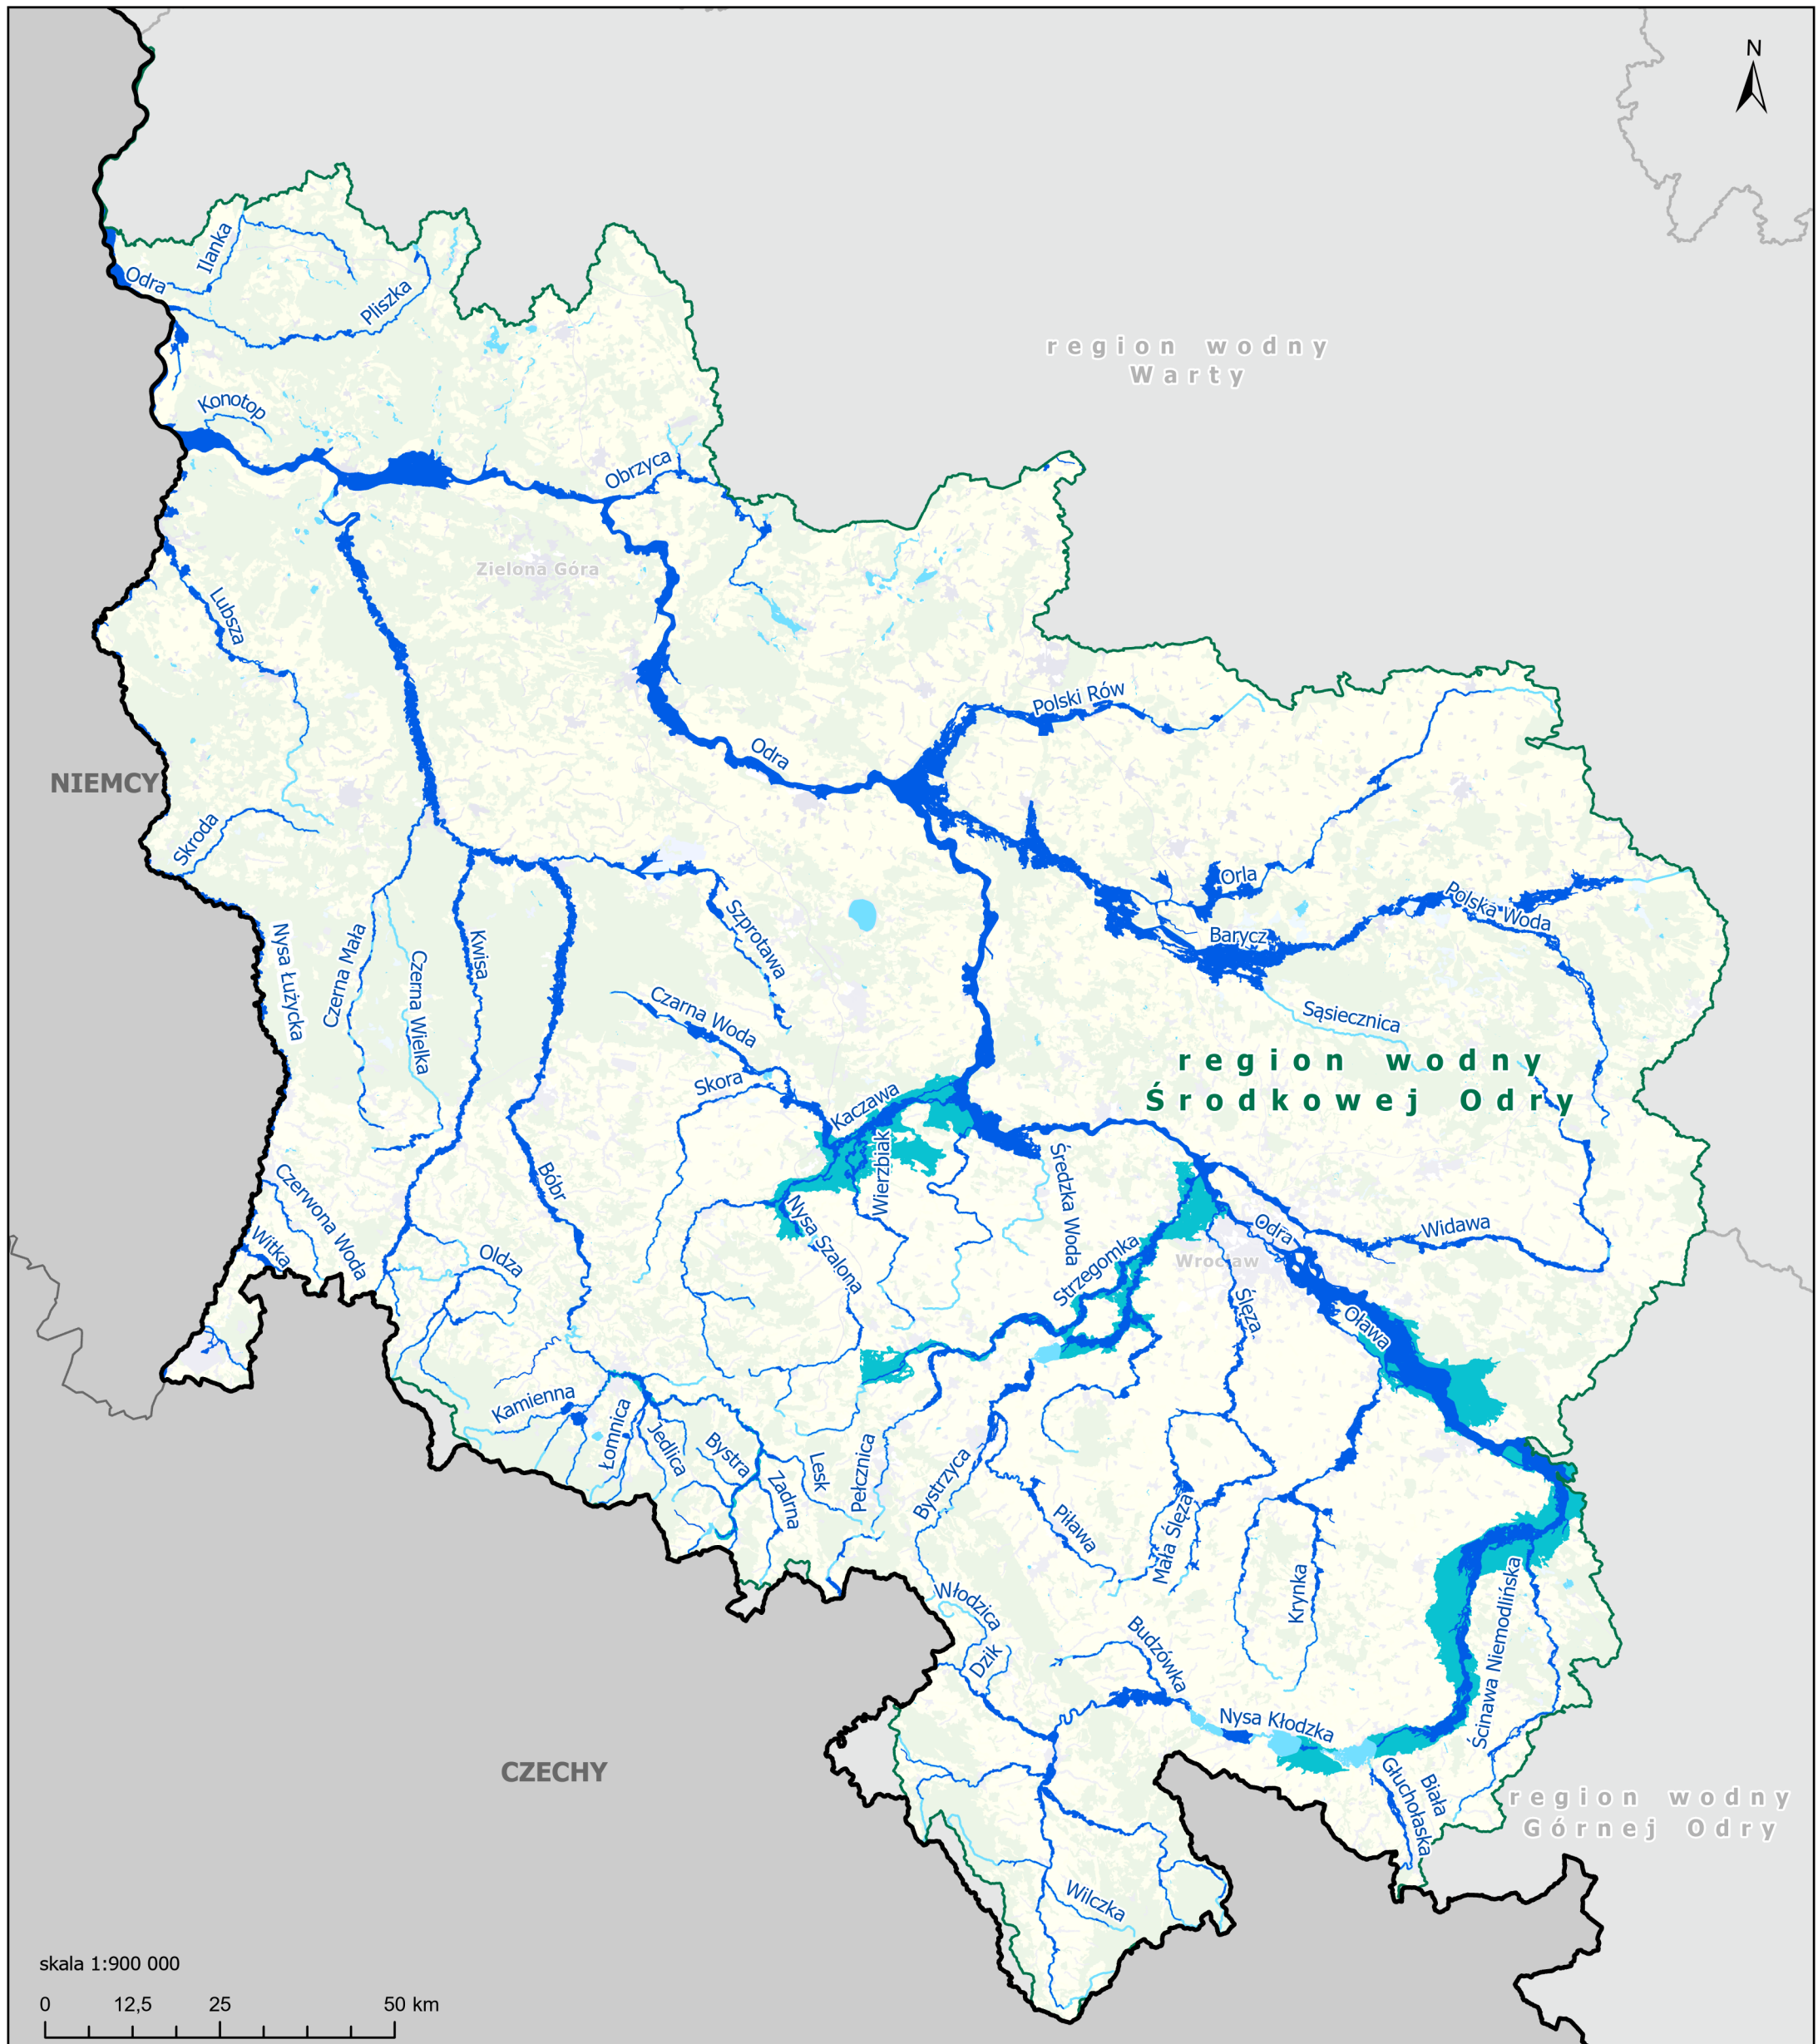 N
Ilanka
Odra
Pliszka
region wodny
Warty
Konotop
Obrzyca
Zielona Góra
Lubsza
Polski Rów
Odra
NIEMCY
Skroda
Orla
Polska Woda
Barycz
Szprotawa
Nysa Łużycka
Czerna Mała
Czerna Wielka
Kwisa
Czarna Woda
Sąsiecznica
region wodny
Środkowej Odry
Skora
Kaczawa
Wierzbiak
Średzka Woda
Bóbr
Czerwona Woda
Witka
Nysa Szalona
Oldza
Strzegomka
Odra
Widawa
Wrocław
Ślęza
Oława
Kamienna
Łomnica
Jedlica
Bystra
Zadrna
Lesk
Pełcznica
Bystrzyca
Piława
Mała Ślęza
Krynka
Ścinawa Niemodlińska
Włodzica
Dzik
Budzówka
Nysa Kłodzka
Biała
Głuchołaska
CZECHY
region wodny
Górnej Odry
Wilczka
skala 1:900 000
0 12,5 25 50 km